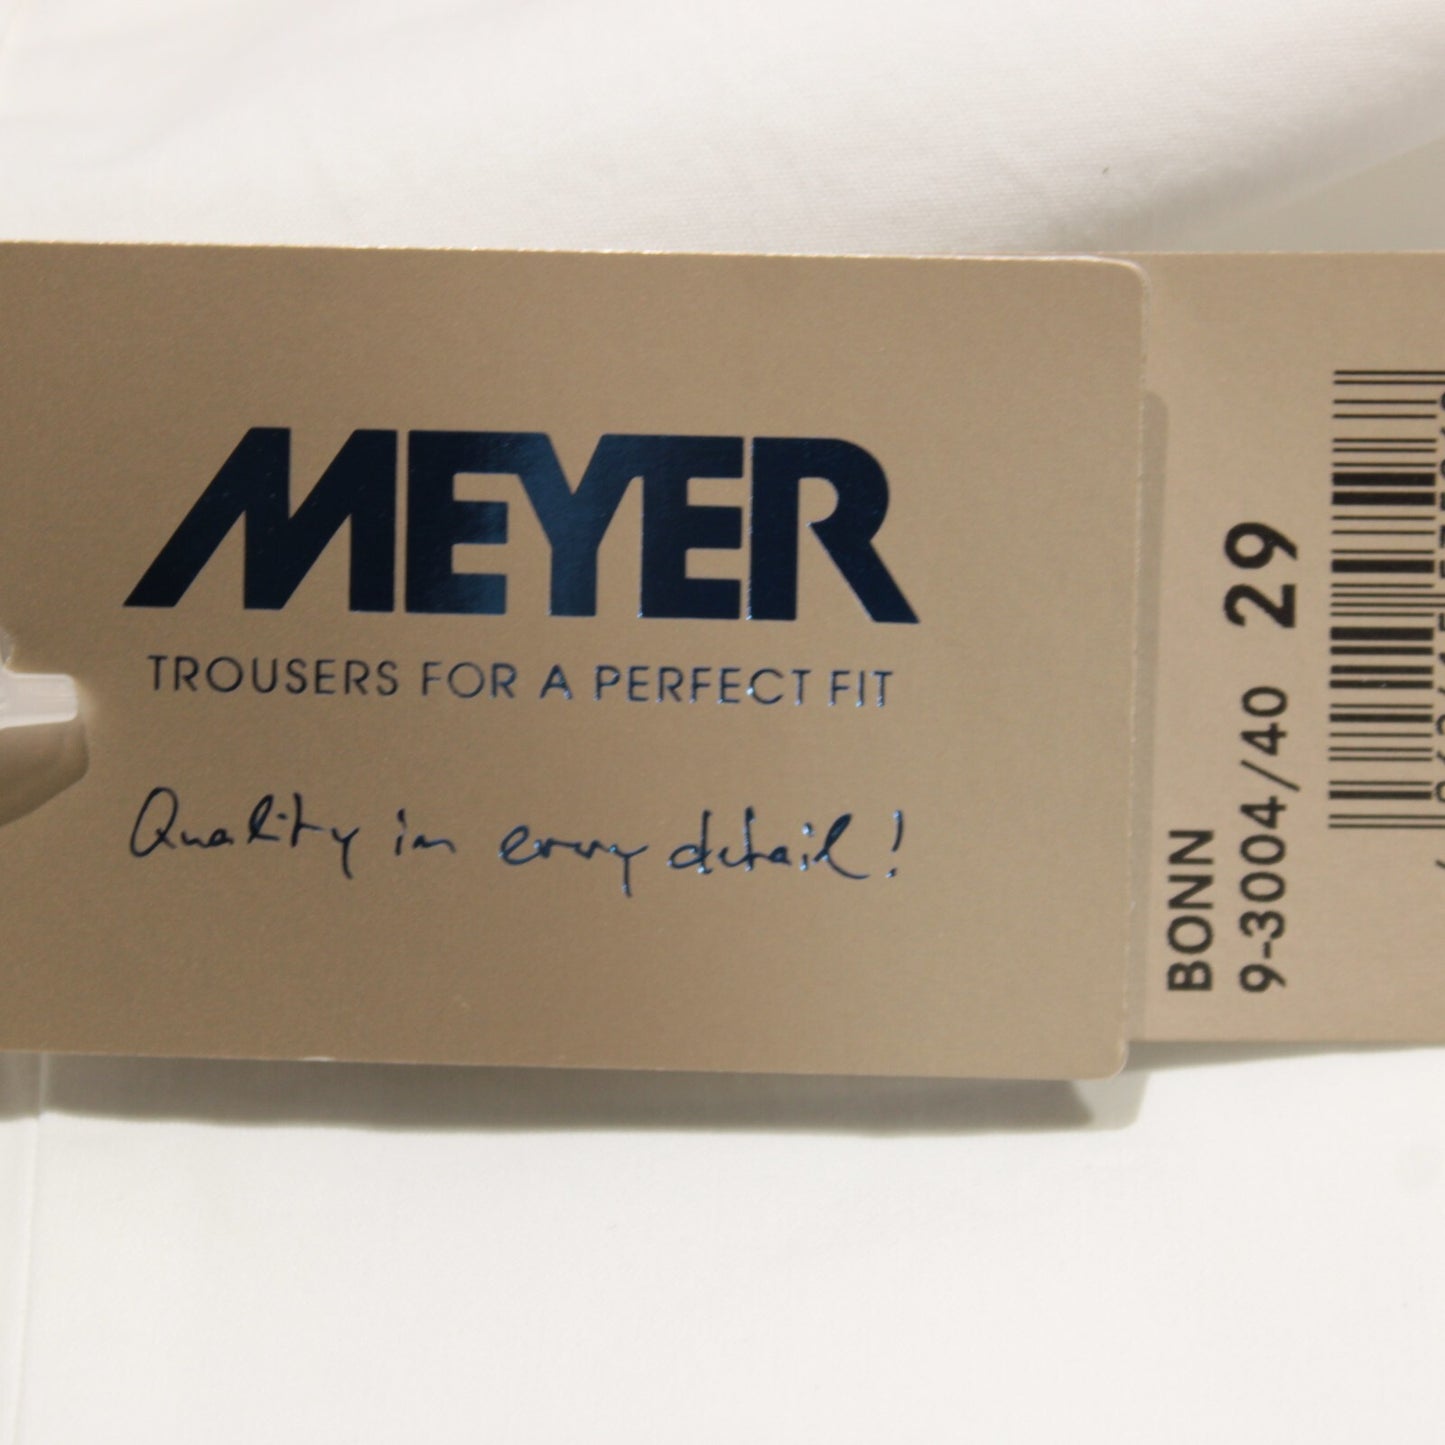 MEYER
TROUSERS FOR A PERFECT FIT
Quality in every detail!
BONN
9-3004/40 29